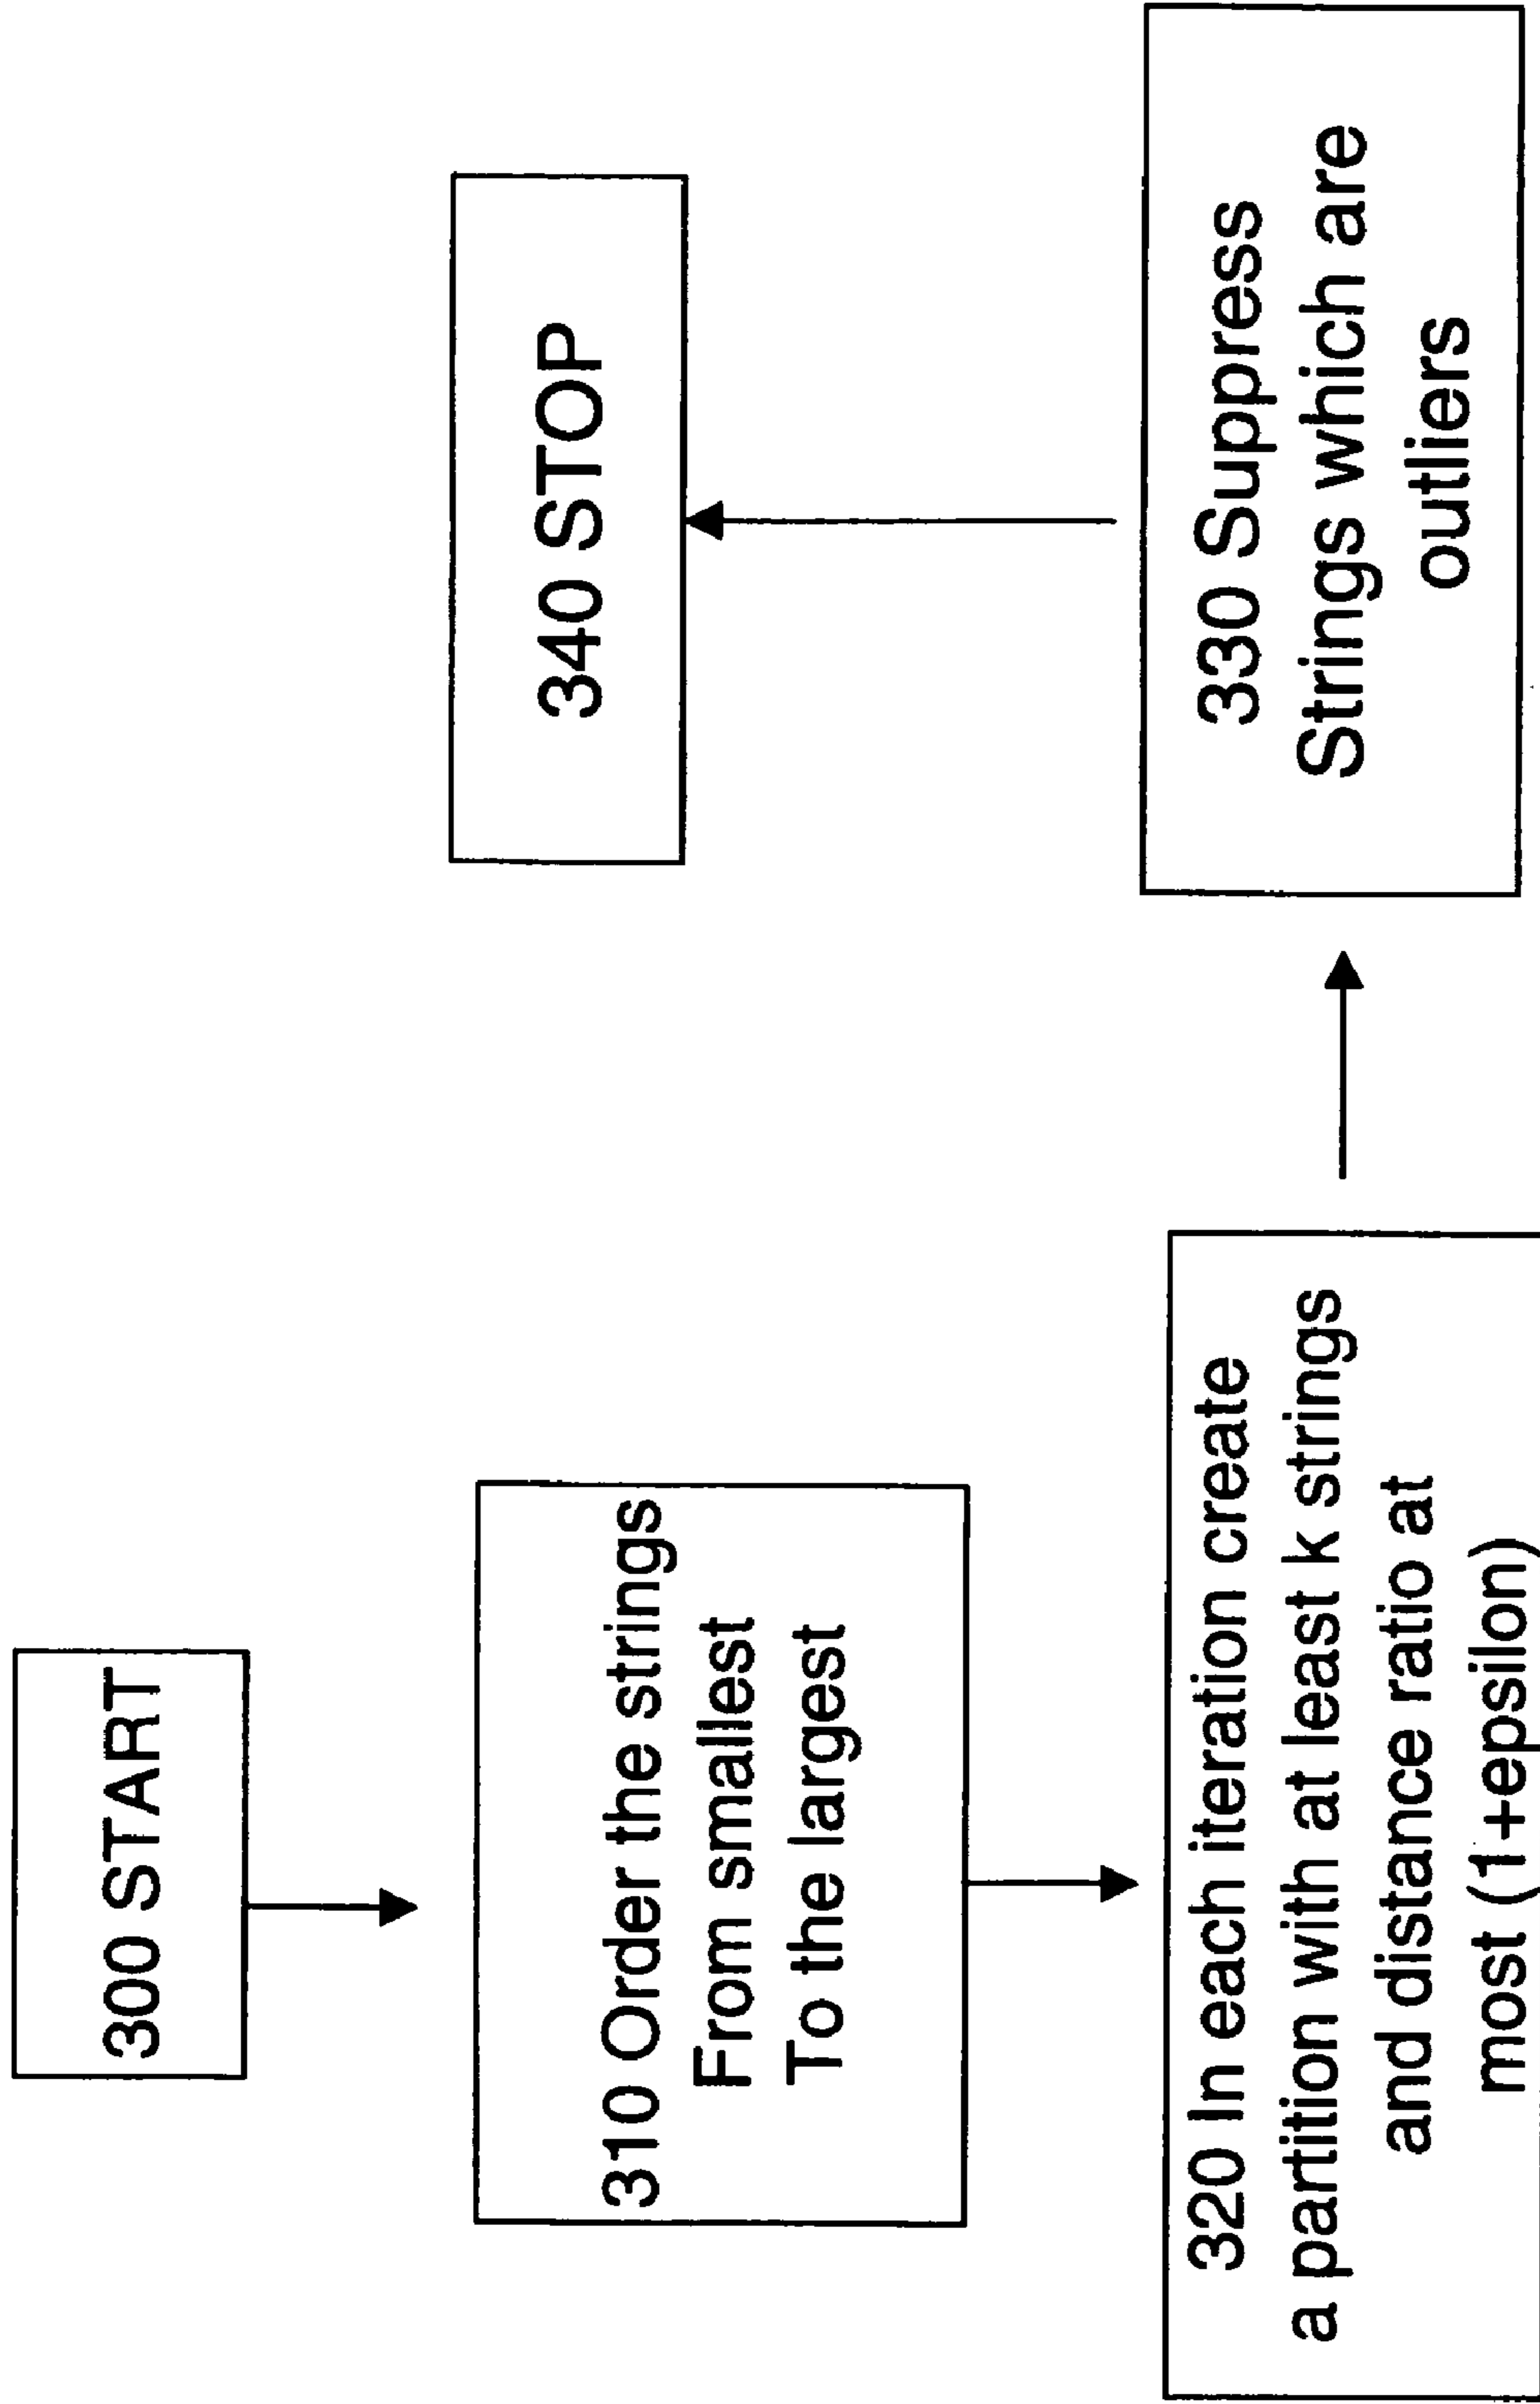 300 START
310 Order the strings
From smallest
To the largest
320 In each iteration create
a partition with at least k strings
and distance ratio at
most (1+epsilon)
330 Suppress
Strings which are
outliers
340 STOP